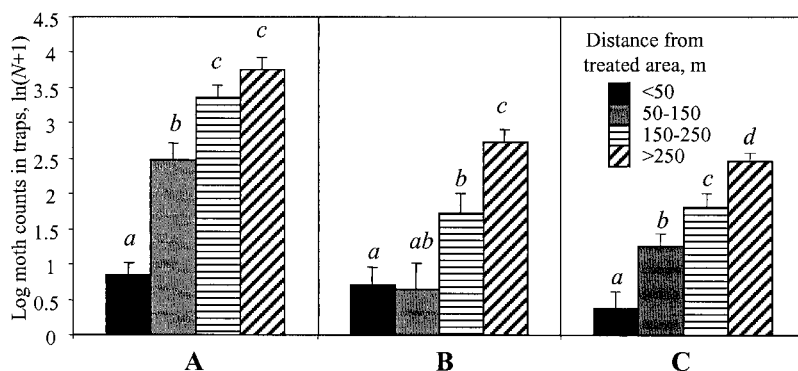 Log moth counts in traps, ln(N+1)
4.5
4
3.5
3
2.5
2
1.5
1
0.5
0
a
b
c
c
a
ab
b
c
a
b
c
d
Distance from
treated area, m
<50
50-150
150-250
>250
A
B
C